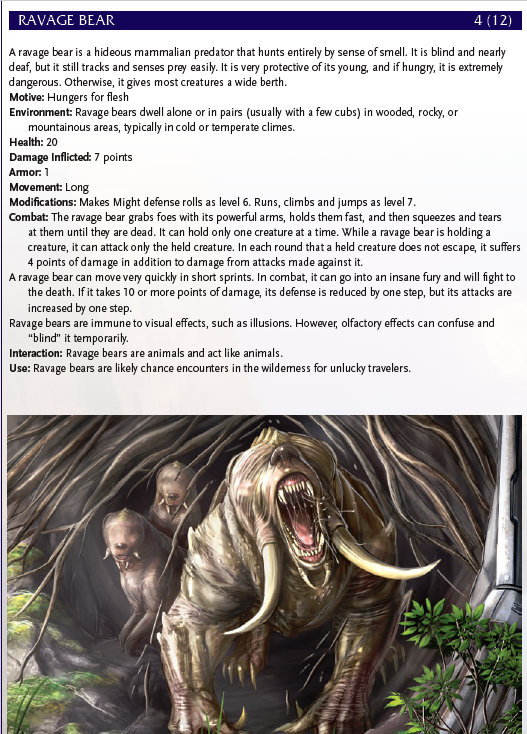 RAVAGE BEAR 4 (12)
A ravage bear is a hideous mammalian predator that hunts entirely by sense of smell. It is blind and nearly
deaf, but it still tracks and senses prey easily. It is very protective of its young, and if hungry, it is extremely
dangerous. Otherwise, it gives most creatures a wide berth.
Motive: Hungers for flesh
Environment: Ravage bears dwell alone or in pairs (usually with a few cubs) in wooded, rocky, or
mountainous areas, typically in cold or temperate climes.
Health: 20
Damage Inflicted: 7 points
Armor: 1
Movement: Long
Modifications: Makes Might defense rolls as level 6. Runs, climbs and jumps as level 7.
Combat: The ravage bear grabs foes with its powerful arms, holds them fast, and then squeezes and tears
at them until they are dead. It can hold only one creature at a time. While a ravage bear is holding a
creature, it can attack only the held creature. In each round that a held creature does not escape, it suffers
4 points of damage in addition to damage from attacks made against it.
A ravage bear can move very quickly in short sprints. In combat, it can go into an insane fury and will fight to
the death. If it takes 10 or more points of damage, its defense is reduced by one step, but its attacks are
increased by one step.
Ravage bears are immune to visual effects, such as illusions. However, olfactory effects can confuse and
“blind” it temporarily.
Interaction: Ravage bears are animals and act like animals.
Use: Ravage bears are likely chance encounters in the wilderness for unlucky travelers.